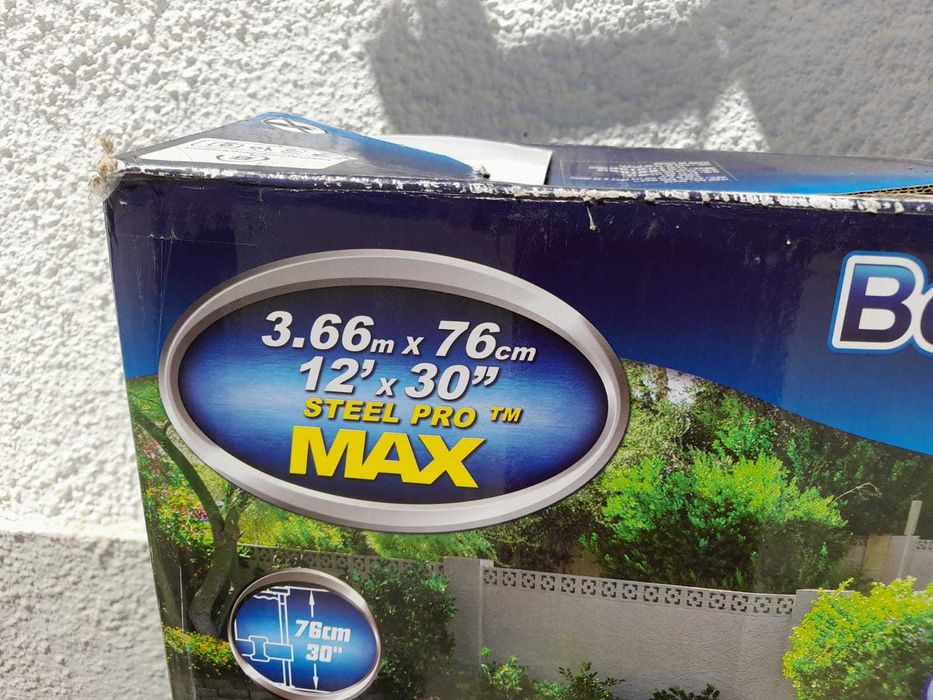 3.66m x 76cm
12' x 30"
STEEL PRO ™
MAX
76cm
30"